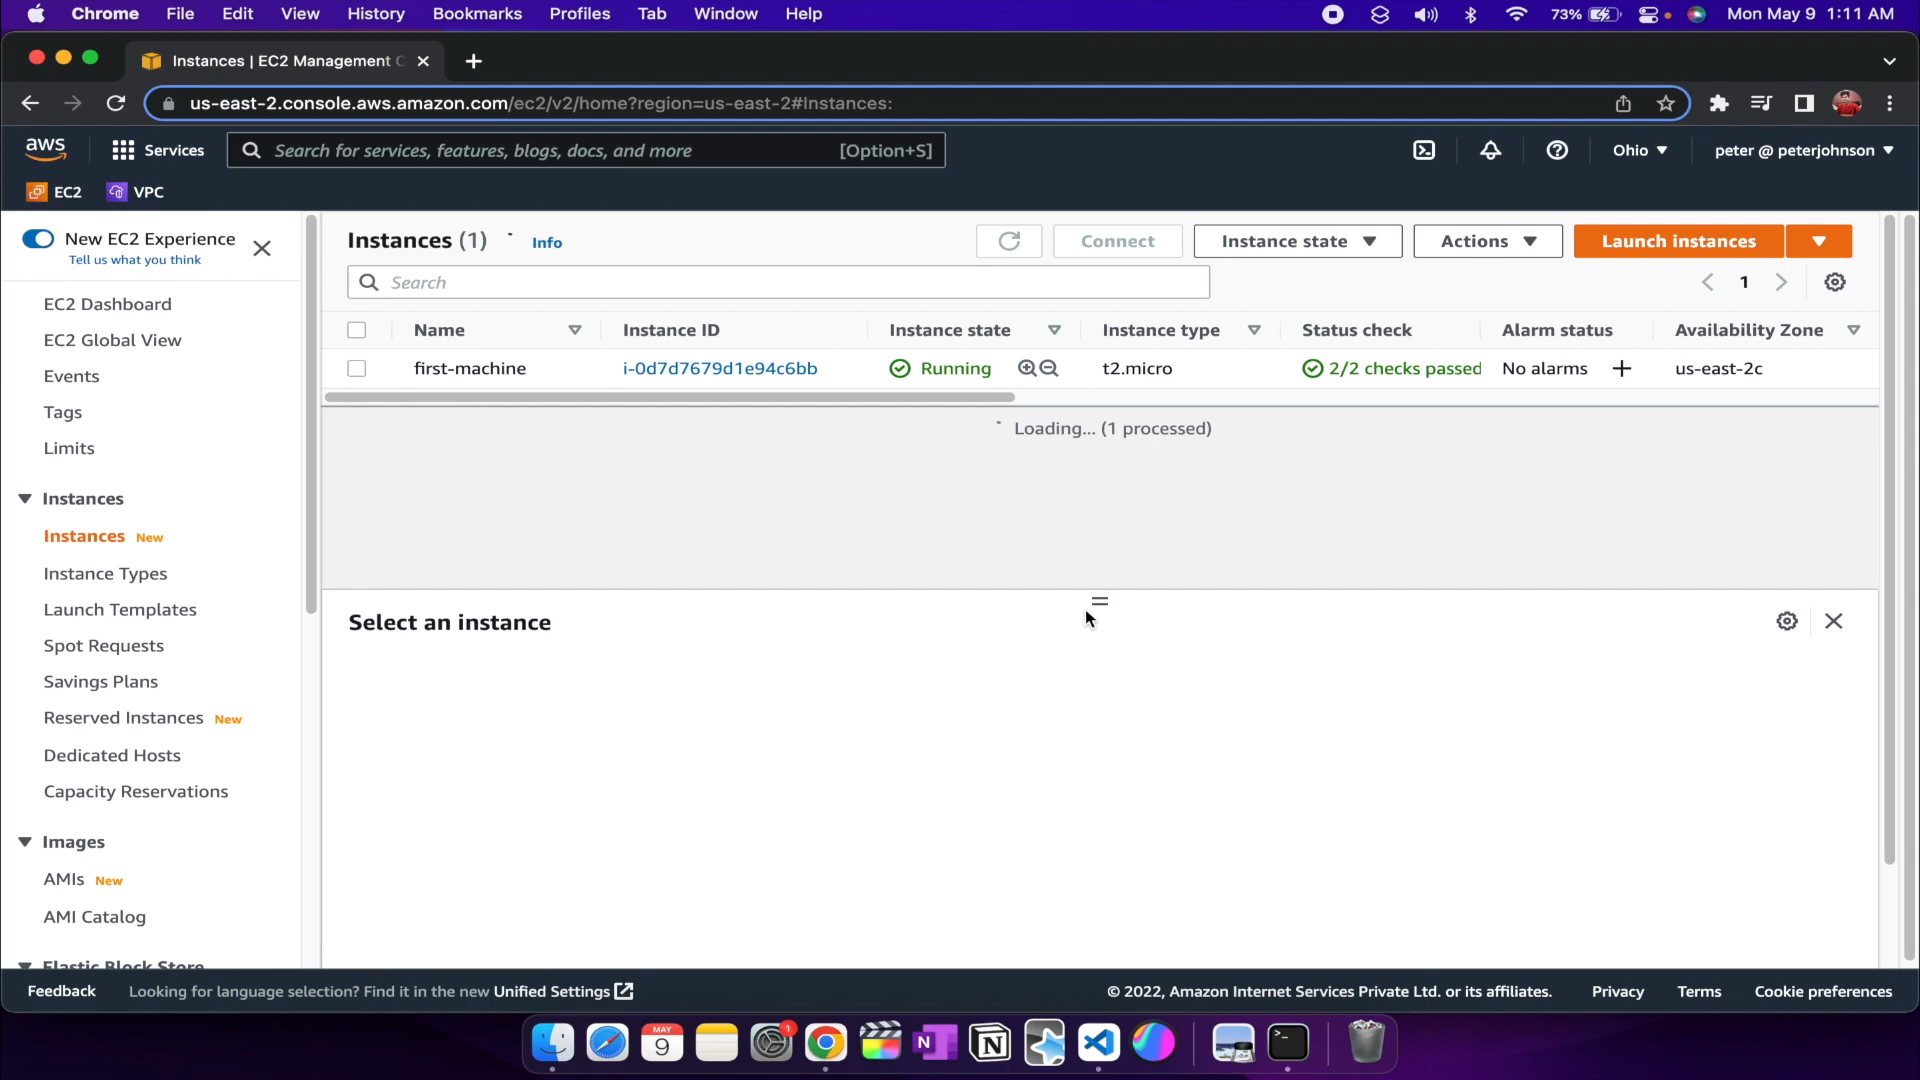 Chrome File Edit View History Bookmarks Profiles Tab Window Help 73% Mon May 9 1:11 AM
Instances | EC2 Management C
us-east-2.console.aws.amazon.com/ec2/v2/home?region=us-east-2#Instances:
aws Services Search for services, features, blogs, docs, and more [Option+S] Ohio peter @ peterjohnson
EC2 VPC
New EC2 Experience
Tell us what you think
EC2 Dashboard
EC2 Global View
Events
Tags
Limits
Instances
Instances New
Instance Types
Launch Templates
Spot Requests
Savings Plans
Reserved Instances New
Dedicated Hosts
Capacity Reservations
Images
AMIs New
AMI Catalog
Elastic Block Store
Instances (1) Info Connect Instance state Actions Launch instances
Search 1
Name Instance ID Instance state Instance type Status check Alarm status Availability Zone
first-machine i-0d7d7679d1e94c6bb Running t2.micro 2/2 checks passed No alarms us-east-2c
Loading... (1 processed)
Select an instance
Feedback Looking for language selection? Find it in the new Unified Settings © 2022, Amazon Internet Services Private Ltd. or its affiliates. Privacy Terms Cookie preferences
MAY
9
1
N
N